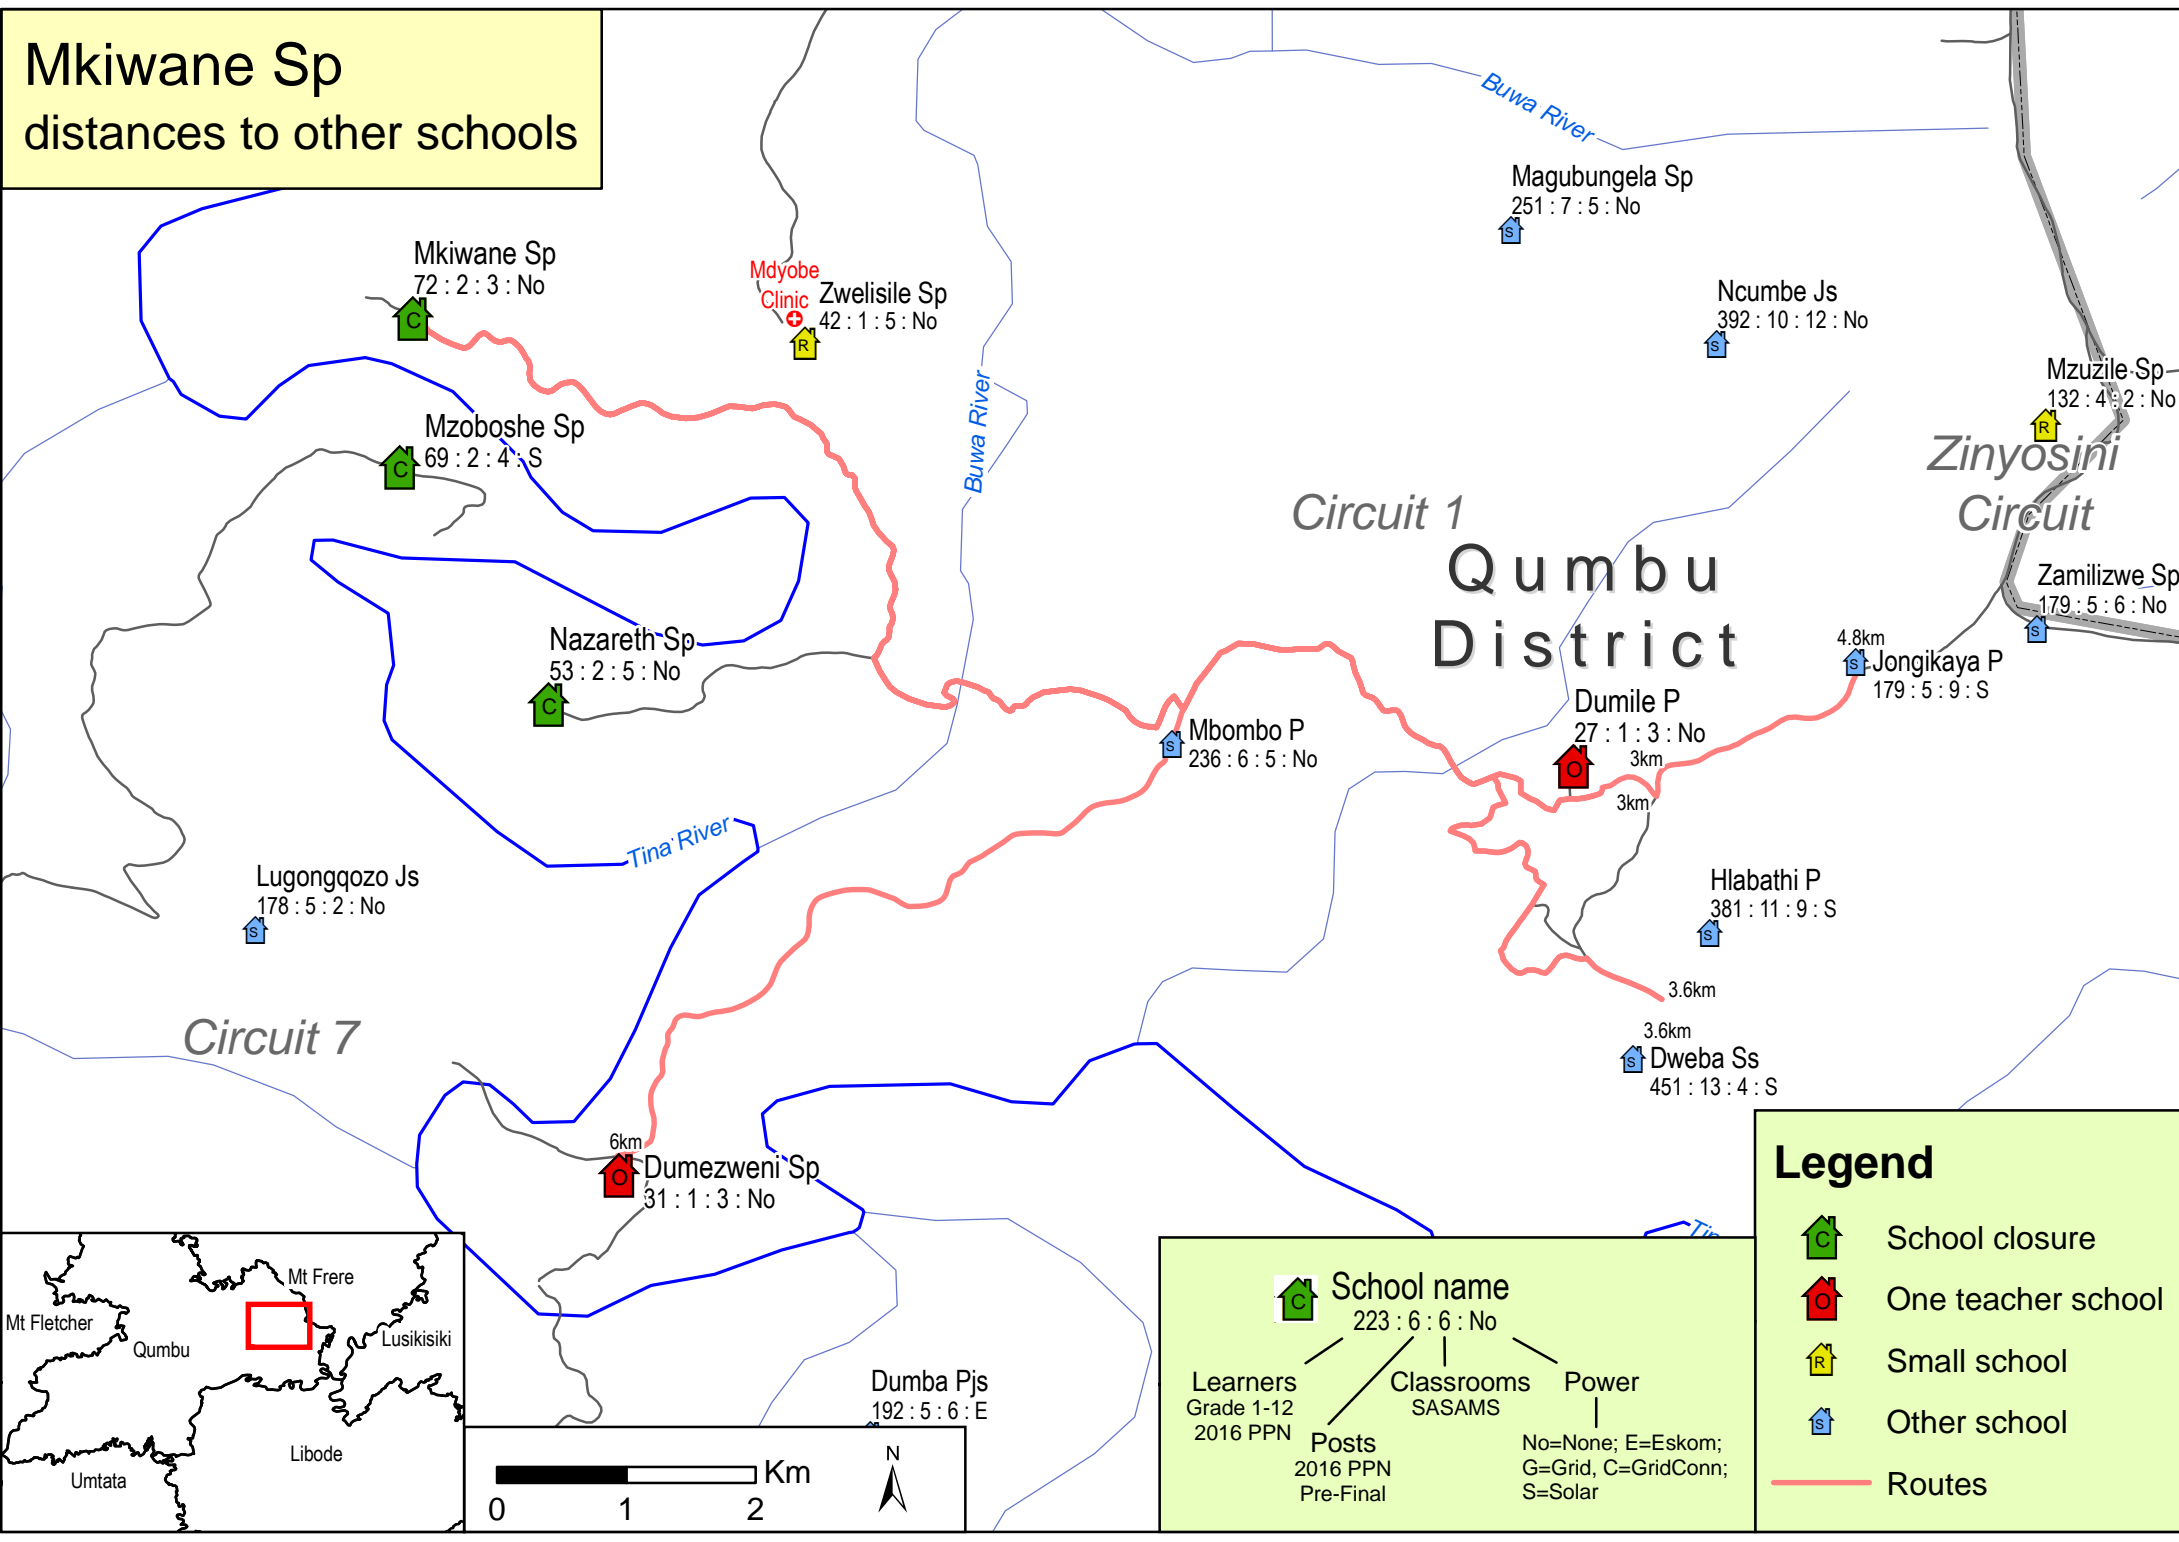 Mkiwane Sp
distances to other schools
Buwa River
Magubungela Sp
251 : 7 : 5 : No
S
Mkiwane Sp
72 : 2 : 3 : No
C
Mdyobe
Clinic
Zwelisile Sp
42 : 1 : 5 : No
R
Ncumbe Js
392 : 10 : 12 : No
S
Mzuzile Sp
132 : 4 : 2 : No
R
Buwa River
Mzoboshe Sp
69 : 2 : 4 : S
C
Zinyosini
Circuit
Circuit 1
Qumbu
District
Zamilizwe Sp
179 : 5 : 6 : No
S
Nazareth Sp
53 : 2 : 5 : No
C
4.8km
S
Jongikaya P
179 : 5 : 9 : S
Dumile P
27 : 1 : 3 : No
O
3km
3km
Mbombo P
236 : 6 : 5 : No
S
Tina River
Lugongqozo Js
178 : 5 : 2 : No
S
Hlabathi P
381 : 11 : 9 : S
S
3.6km
3.6km
S
Dweba Ss
451 : 13 : 4 : S
Circuit 7
6km
O
Dumezweni Sp
31 : 1 : 3 : No
Dumba Pjs
192 : 5 : 6 : E
Mt Frere
Mt Fletcher
Qumbu
Lusikisiki
Libode
Umtata
Km
0 1 2
N
C
School name
223 : 6 : 6 : No
Learners
Grade 1-12
2016 PPN
Posts
2016 PPN
Pre-Final
Classrooms
SASAMS
Power
No=None; E=Eskom;
G=Grid, C=GridConn;
S=Solar
Legend
C School closure
O One teacher school
R Small school
S Other school
Routes